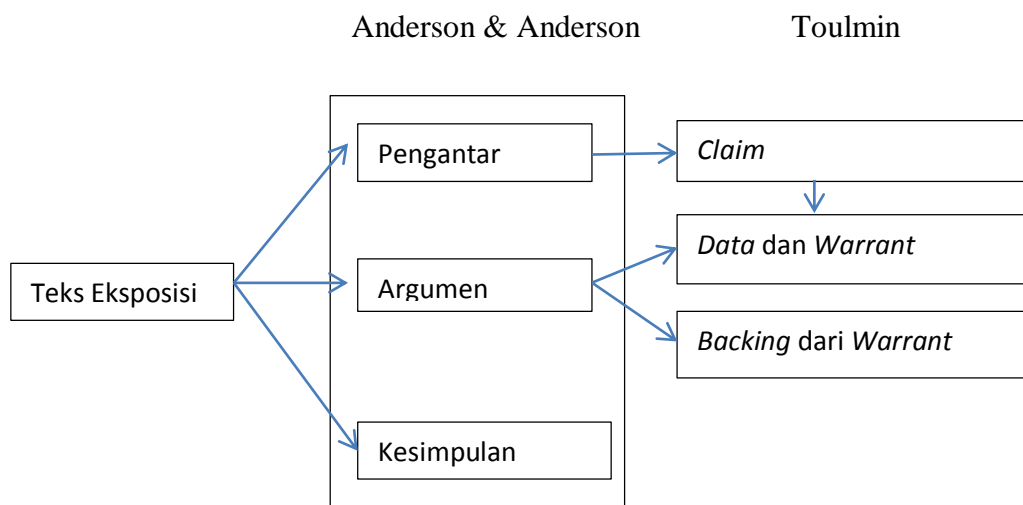 Anderson & Anderson
Toulmin
Pengantar
Claim
Data dan Warrant
Teks Eksposisi
Argumen
Backing dari Warrant
Kesimpulan